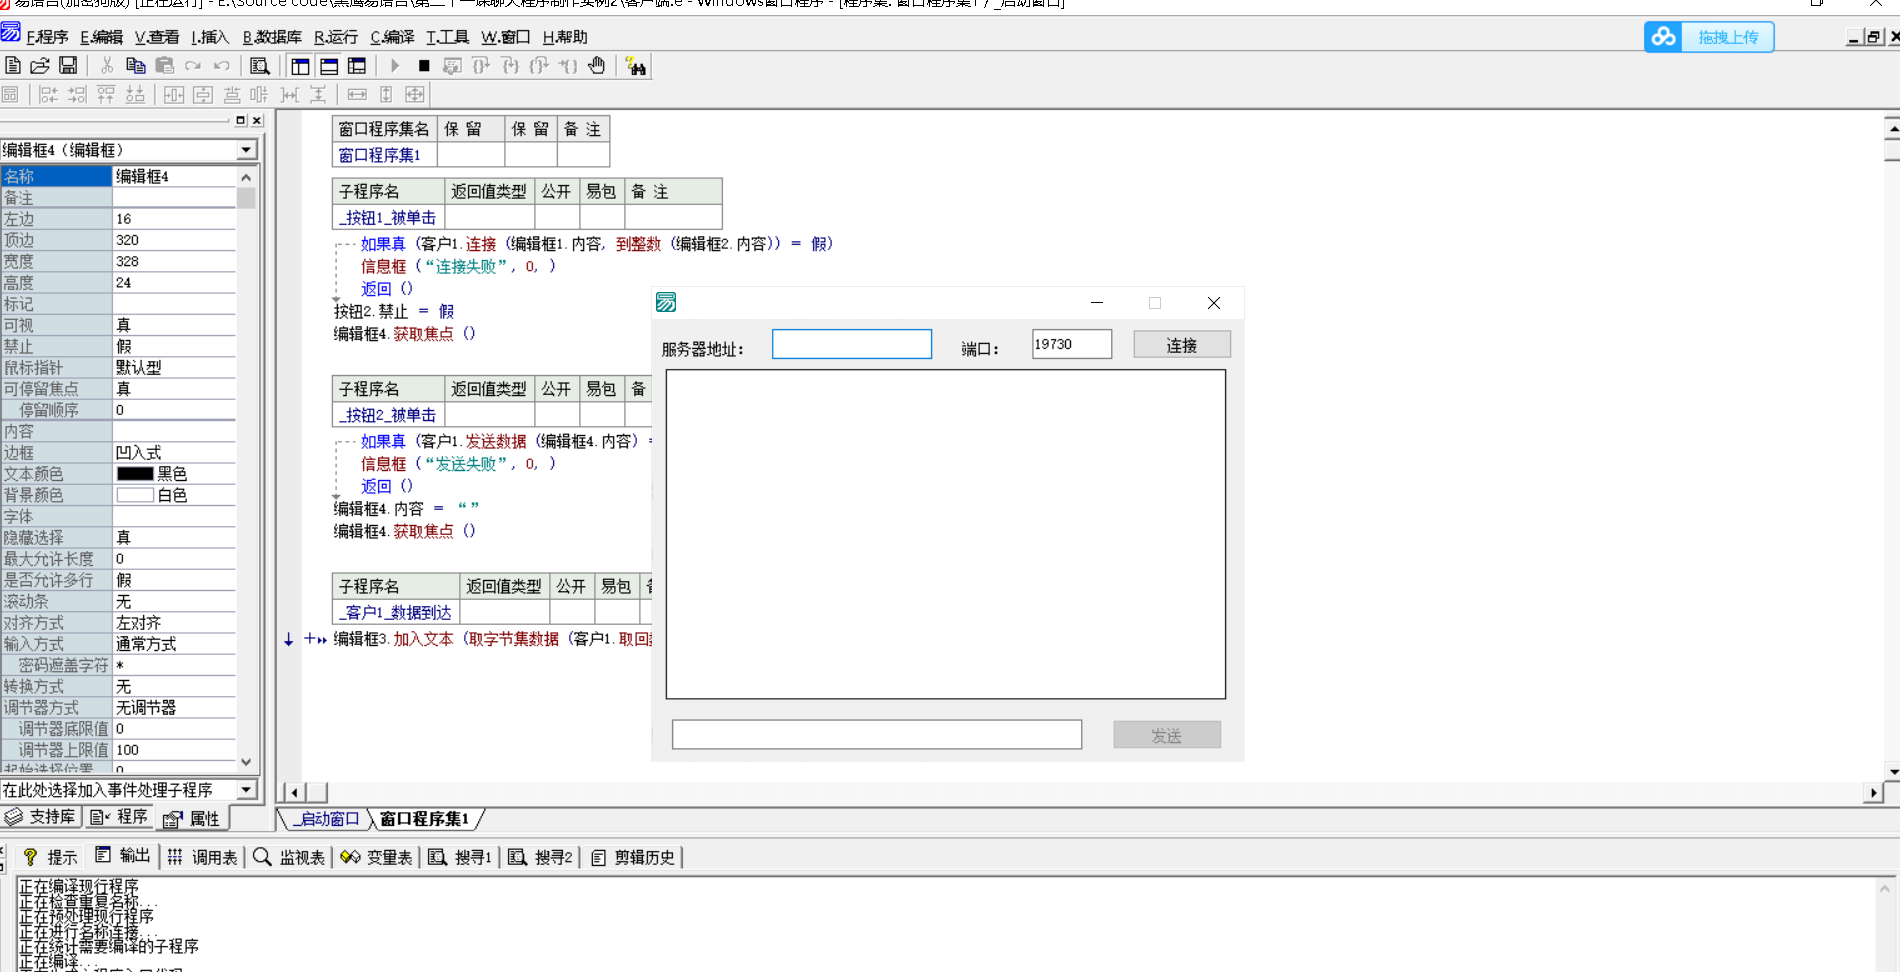 易语言(加密狗版) [正在运行] - E:\Source code\黑鹰易语言\第二十一课聊天程序制作实例2\客户端.e - Windows窗口程序 - [程序集: 窗口程序集1 / _启动窗口]
F.程序 E.编辑 V.查看 I.插入 B.数据库 R.运行 C.编译 T.工具 W.窗口 H.帮助
拖拽上传
编辑框4（编辑框）
名称 编辑框4
备注
左边 16
顶边 320
宽度 328
高度 24
标记
可视 真
禁止 假
鼠标指针 默认型
可停留焦点 真
停留顺序 0
内容
边框 凹入式
文本颜色 黑色
背景颜色 白色
字体
隐藏选择 真
最大允许长度 0
是否允许多行 假
滚动条 无
对齐方式 左对齐
输入方式 通常方式
密码遮盖字符 *
转换方式 无
调节器方式 无调节器
调节器底限值 0
调节器上限值 100
起始选择位置 0
在此处选择加入事件处理子程序
支持库 程序 属性
窗口程序集名 保 留 保 留 备 注
窗口程序集1
子程序名 返回值类型 公开 易包 备 注
_按钮1_被单击
如果真（客户1.连接（编辑框1.内容，到整数（编辑框2.内容））＝ 假）
信息框（“连接失败”，0，）
返回（）
按钮2.禁止 ＝ 假
编辑框4.获取焦点（）
子程序名 返回值类型 公开 易包 备
_按钮2_被单击
如果真（客户1.发送数据（编辑框4.内容）＝
信息框（“发送失败”，0，）
返回（）
编辑框4.内容 ＝ “”
编辑框4.获取焦点（）
子程序名 返回值类型 公开 易包
_客户1_数据到达
编辑框3.加入文本（取字节集数据（客户1.取回
服务器地址： 端口： 19730 连接
发送
_启动窗口 窗口程序集1
提示 输出 调用表 监视表 变量表 搜寻1 搜寻2 剪辑历史
正在编译现行程序
正在检查重复名称...
正在预处理现行程序
正在进行名称连接...
正在统计需要编译的子程序
正在编译...